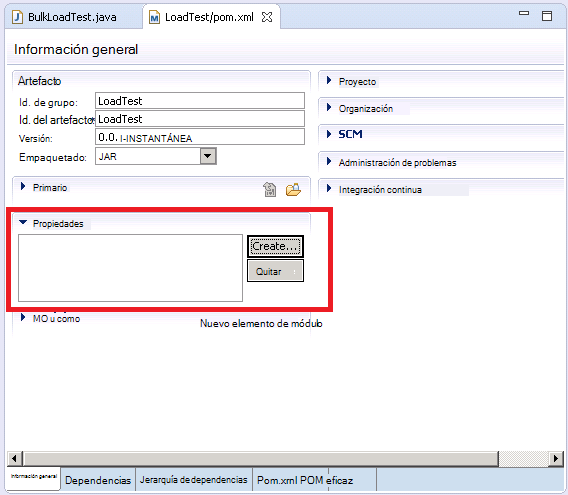 BulkLoadTest.java
LoadTest/pom.xml
Información general
Artefacto
Id. de grupo:
LoadTest
Id. del artefacto*
LoadTest
Versión:
0.0. I-INSTANTÁNEA
Empaquetado:
JAR
Primario
Propiedades
Create...
Quitar
MO u como
Nuevo elemento de módub
Proyecto
Organización
SCM
Administración de problemas
Integración continua
Información general
Dependencias
Jerarquía de dependencias
Pom.xml POM eficaz